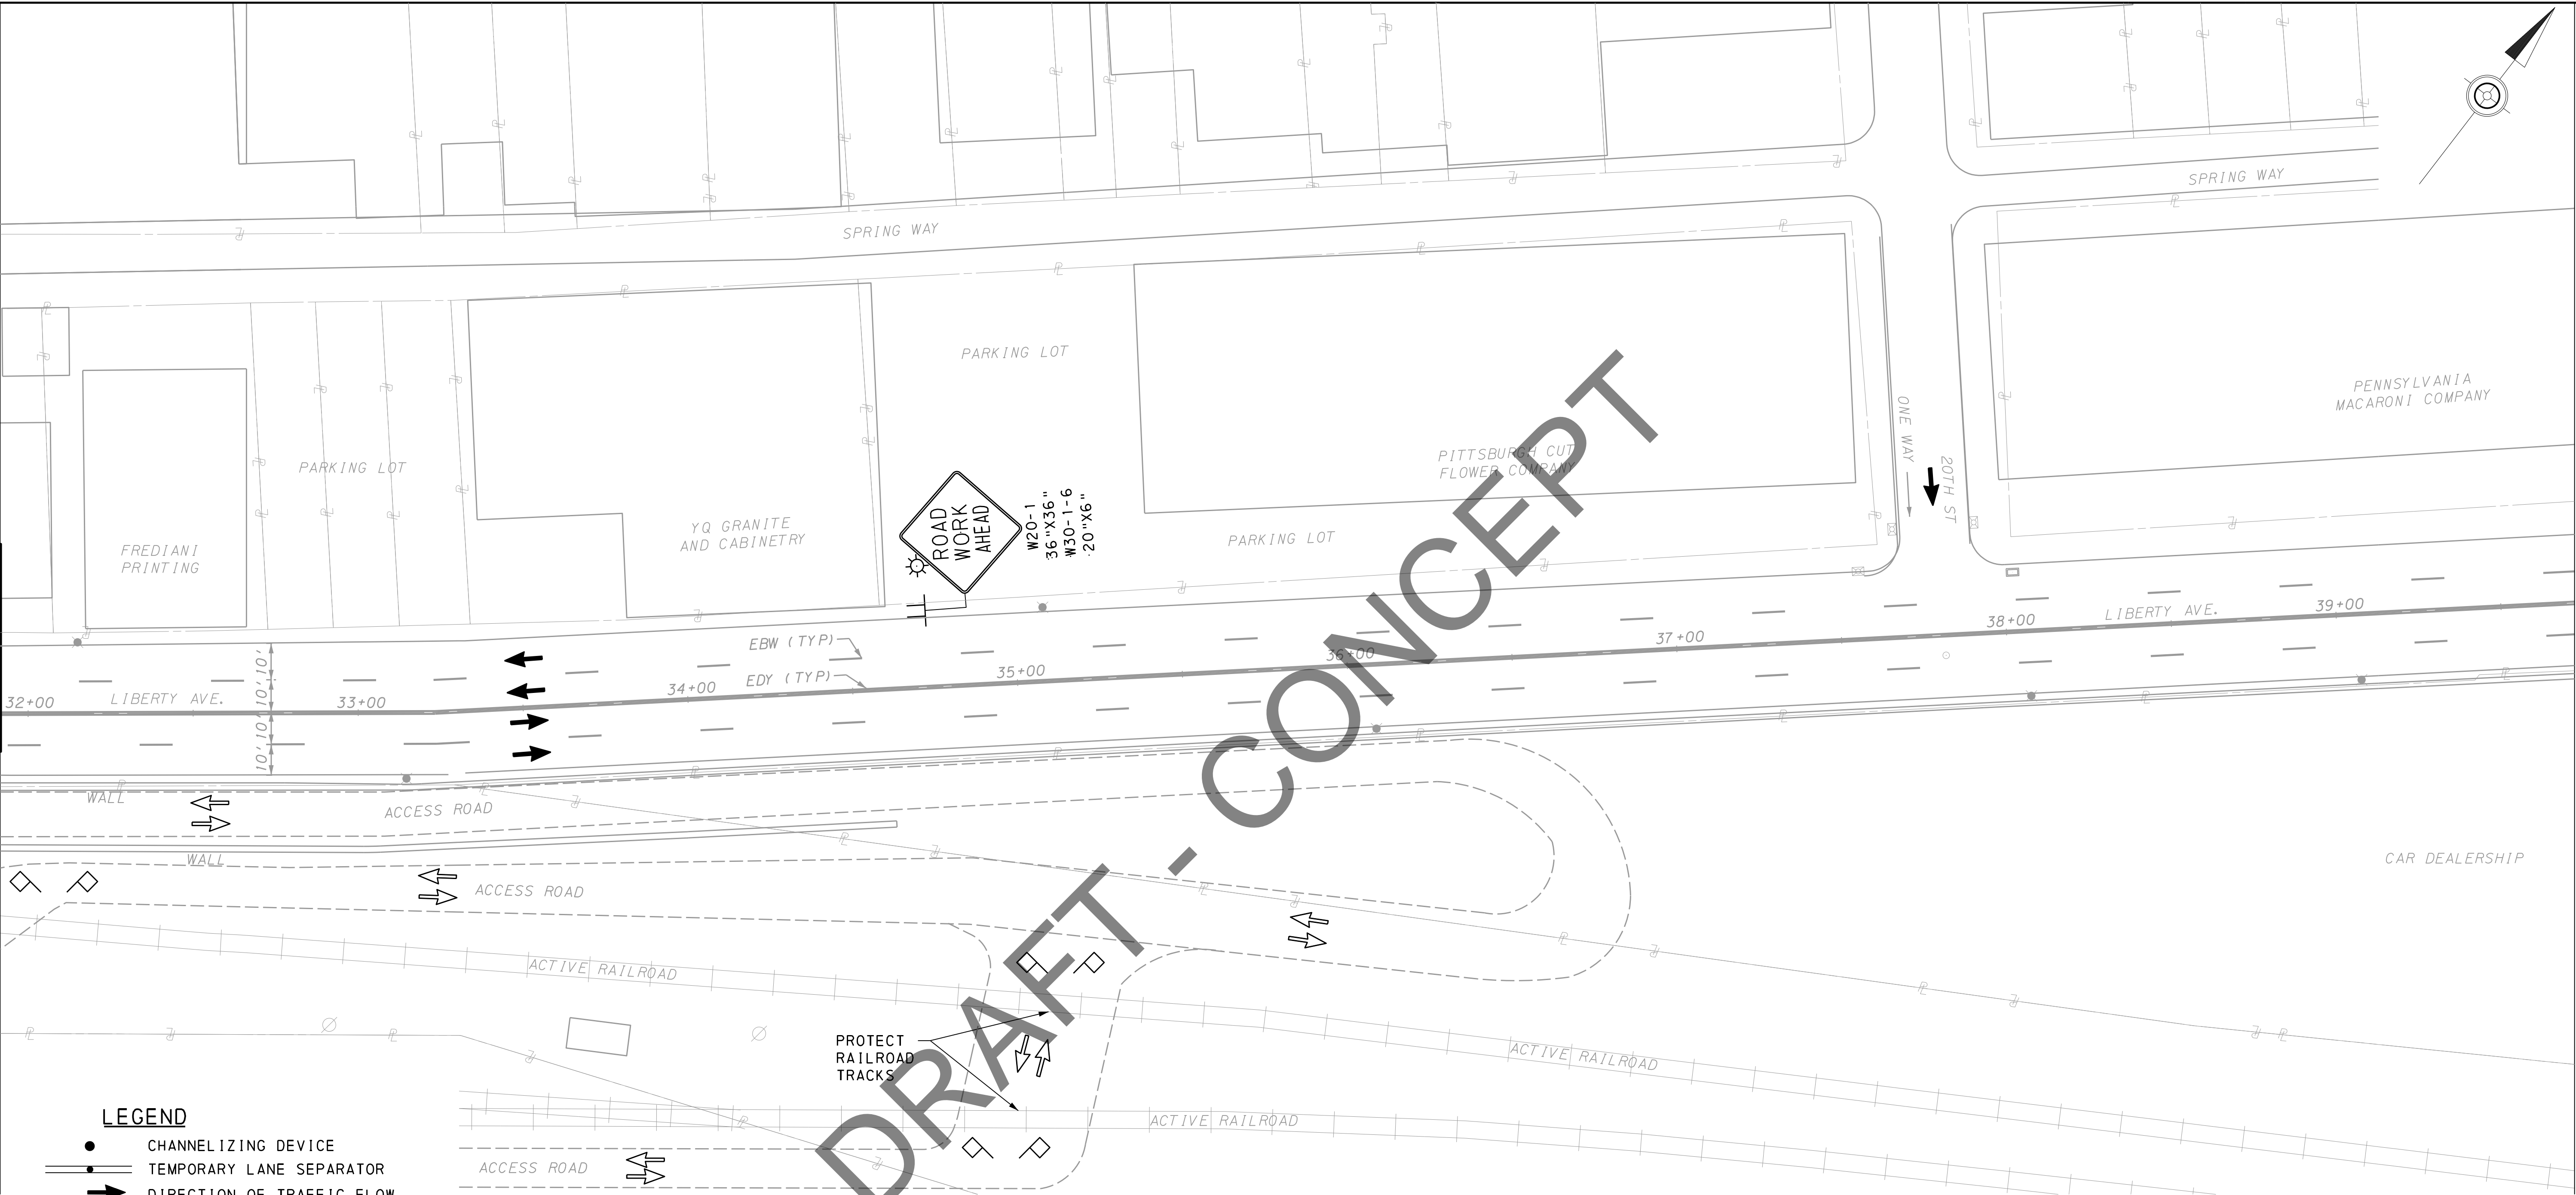 SPRING WAY
SPRING WAY
PARKING LOT
PENNSYLVANIA
MACARONI COMPANY
ONE WAY
20TH ST
PITTSBURGH CUT
FLOWER COMPANY
PARKING LOT
YQ GRANITE
AND CABINETRY
FREDIANI
PRINTING
ROAD
WORK
AHEAD
W20-1
36"X36"
W30-1-6
20"X6"
PARKING LOT
EBW (TYP)
EDY (TYP)
10' 10' 10' 10'
32+00
LIBERTY AVE.
33+00
34+00
35+00
36+00
37+00
38+00
LIBERTY AVE.
39+00
WALL
ACCESS ROAD
WALL
ACCESS ROAD
CAR DEALERSHIP
ACTIVE RAILROAD
PROTECT
RAILROAD
TRACKS
ACTIVE RAILROAD
ACTIVE RAILROAD
ACCESS ROAD
DRAFT - CONCEPT
LEGEND
CHANNELIZING DEVICE
TEMPORARY LANE SEPARATOR
DIRECTION OF TRAFFIC FLOW